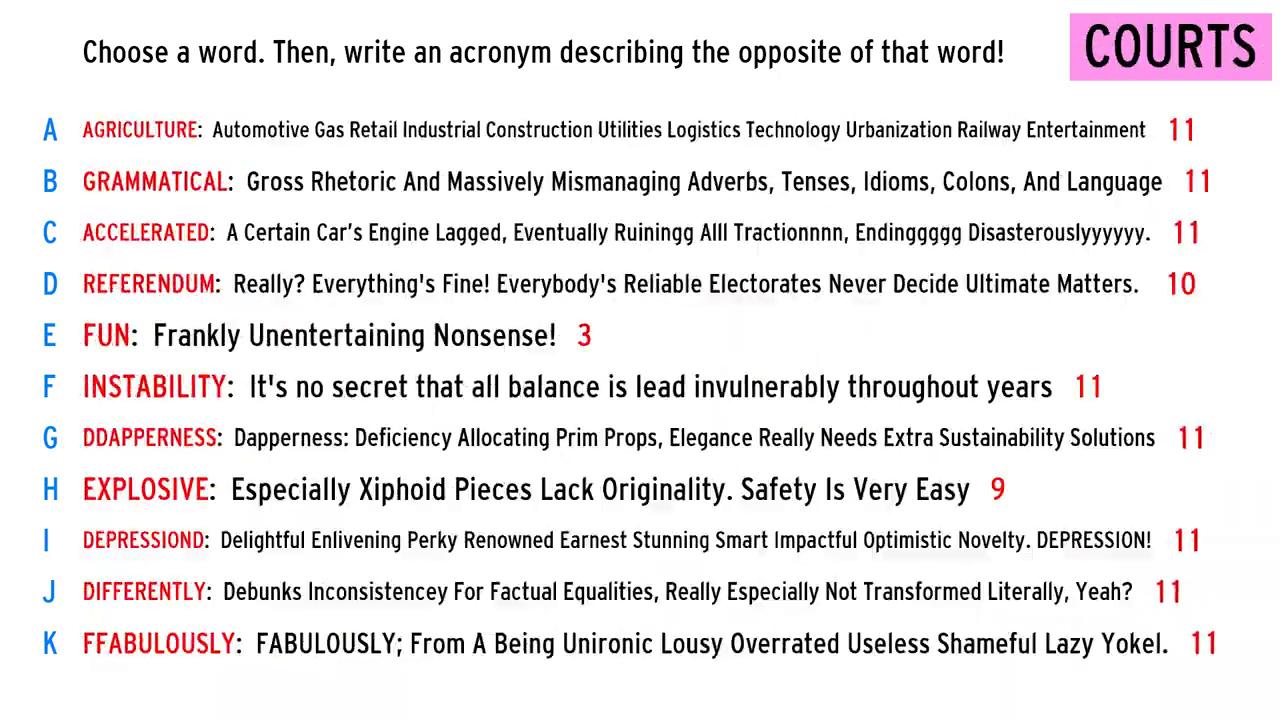 Choose a word. Then, write an acronym describing the opposite of that word!
COURTS
A AGRICULTURE: Automotive Gas Retail Industrial Construction Utilities Logistics Technology Urbanization Railway Entertainment 11
B GRAMMATICAL: Gross Rhetoric And Massively Mismanaging Adverbs, Tenses, Idioms, Colons, And Language 11
C ACCELERATED: A Certain Car’s Engine Lagged, Eventually Ruiningg Alll Tractionnnn, Endinggggg Disasterouslyyyyyy. 11
D REFERENDUM: Really? Everything's Fine! Everybody's Reliable Electorates Never Decide Ultimate Matters. 10
E FUN: Frankly Unentertaining Nonsense! 3
F INSTABILITY: It's no secret that all balance is lead invulnerably throughout years 11
G DDAPPERNESS: Dapperness: Deficiency Allocating Prim Props, Elegance Really Needs Extra Sustainability Solutions 11
H EXPLOSIVE: Especially Xiphoid Pieces Lack Originality. Safety Is Very Easy 9
I DEPRESSIOND: Delightful Enlivening Perky Renowned Earnest Stunning Smart Impactful Optimistic Novelty. DEPRESSION! 11
J DIFFERENTLY: Debunks Inconsistencey For Factual Equalities, Really Especially Not Transformed Literally, Yeah? 11
K FFABULOUSLY: FABULOUSLY; From A Being Unironic Lousy Overrated Useless Shameful Lazy Yokel. 11